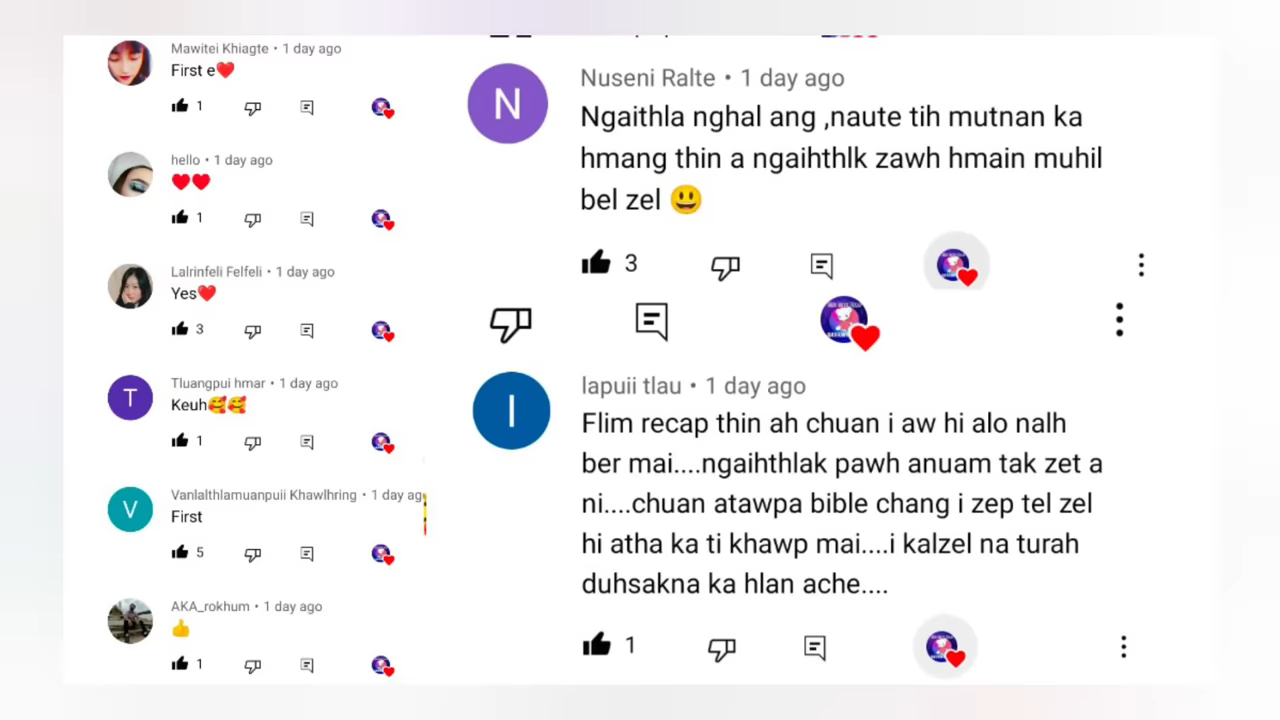 Mawitei Khiagte • 1 day ago
First e❤️
1
hello • 1 day ago
❤️❤️
1
Lalrinfeli Felfeli • 1 day ago
Yes❤️
3
T
Tluangpui hmar • 1 day ago
Keuh🥰🥰
1
V
Vanlalthlamuanpuii Khawlhring • 1 day ag
First
5
AKA_rokhum • 1 day ago
👍
1
N
Nuseni Ralte • 1 day ago
Ngaithla nghal ang ,naute tih mutnan ka
hmang thin a ngaihthlk zawh hmain muhil
bel zel 😃
3
I
lapuii tlau • 1 day ago
Flim recap thin ah chuan i aw hi alo nalh
ber mai....ngaihthlak pawh anuam tak zet a
ni....chuan atawpa bible chang i zep tel zel
hi atha ka ti khawp mai....i kalzel na turah
duhsakna ka hlan ache....
1